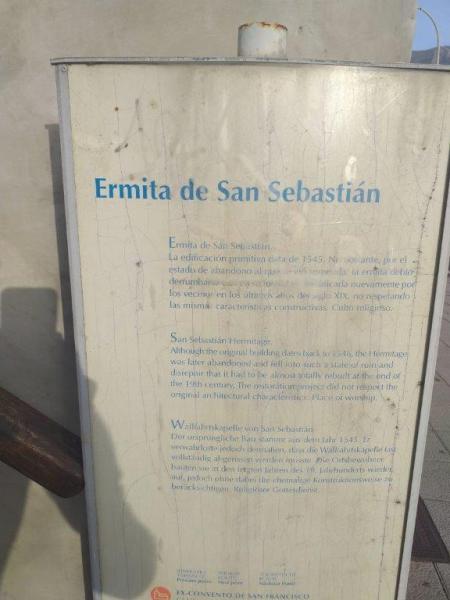 Ermita de San Sebastián
Ermita de San Sebastián.
La edificación primitiva data de 1545. No obstante, por el
estado de abandono al que se vio sometida, la ermita debió
derrumbarse casi en su edificada nuevamente por
los vecinos en los últimos años del siglo XIX, no respetando
las mismas características constructivas. Culto religioso.
San Sebastián Hermitage.
Although the original building dates back to the Hermitage
was later abandoned and fell into such a state of ruin and
disrepair that it had to be almost totally rebuilt at the end of
the 19th century. The restoration project did not respect the
original architectural characteristics. Place of worship.
Wallfahrtskapelle von San Sebastián
Der ursprüngliche Bau stammt aus dem Jahr 1545. Er
verwahrloste jedoch dermaßen, dass die Wallfahrtskapelle fast
vollständig abgerissen werden musste. Die Ortsbewohner
bauten sie in den letzten Jahren des 19. Jahrhunderts wieder
auf, jedoch ohne dabei die ehemalige Konstruktionsweise zu
berücksichtigen. Religiöser Gottesdienst.
EX-CONVENTO DE SAN FRANCISCO